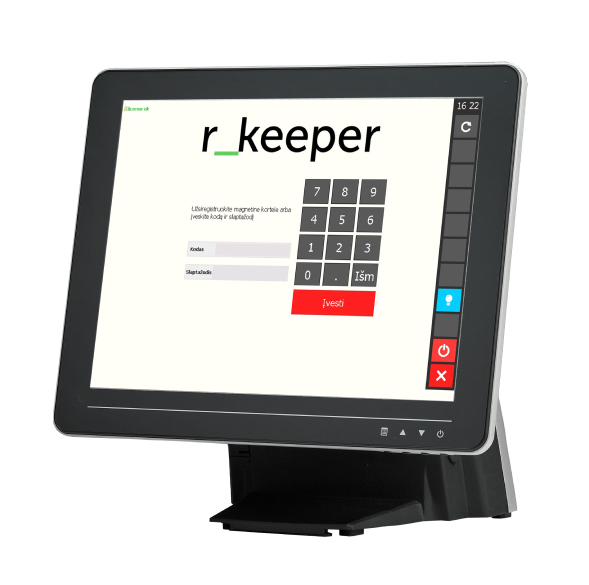 16 22
r_keeper
7 8 9
Užsiregistruokite magnetine kortele arba
įveskite kodą ir slaptažodį
4 5 6
Kodas
1 2 3
Slaptažodis
0 . Išm
Įvesti